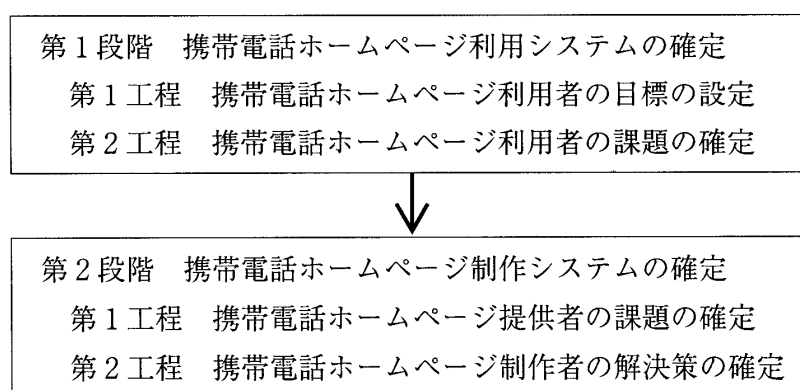 第1段階　携帯電話ホームページ利用システムの確定
第1工程　携帯電話ホームページ利用者の目標の設定
第2工程　携帯電話ホームページ利用者の課題の確定
第2段階　携帯電話ホームページ制作システムの確定
第1工程　携帯電話ホームページ提供者の課題の確定
第2工程　携帯電話ホームページ制作者の解決策の確定